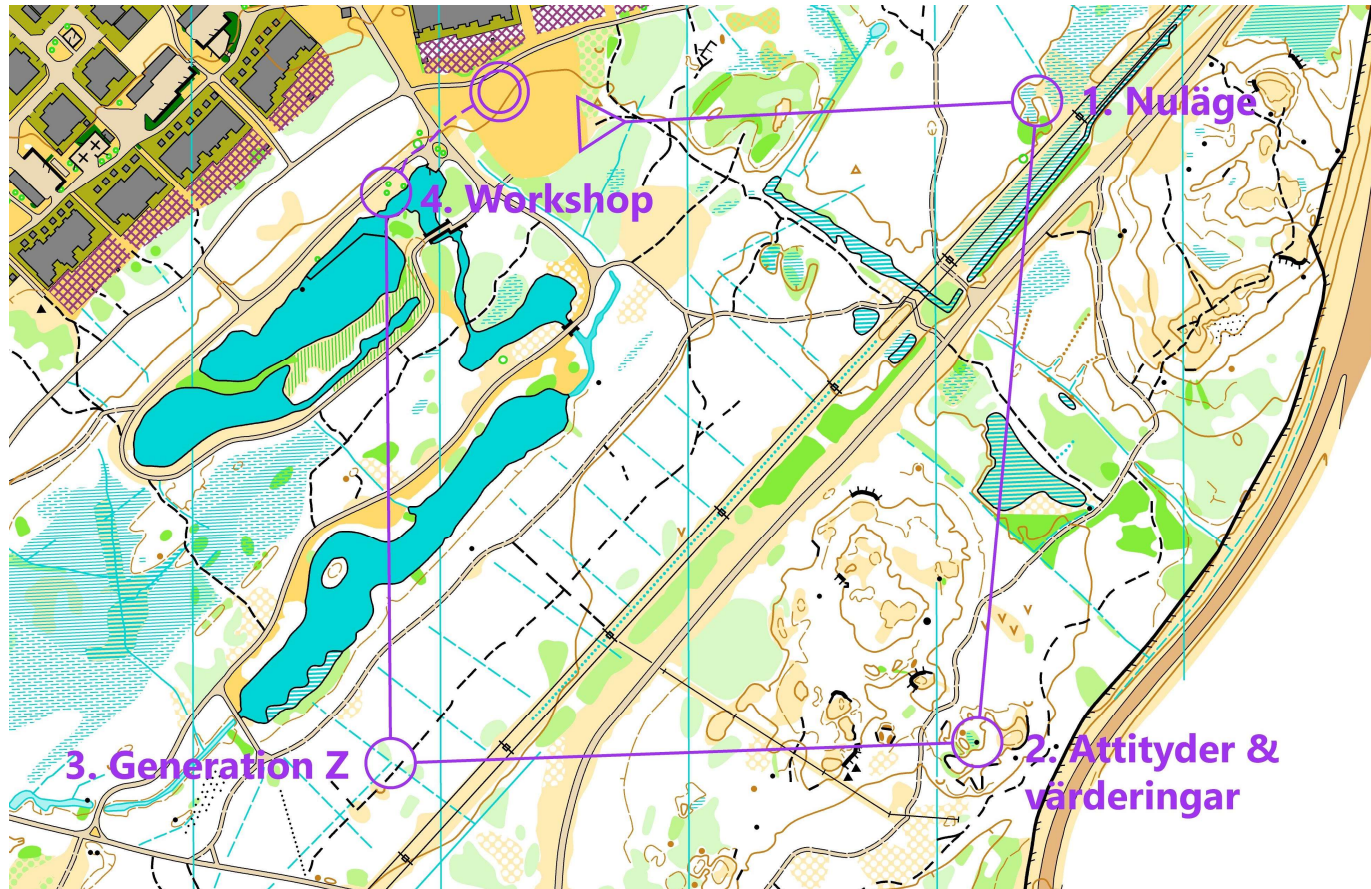 1. Nuläge
4. Workshop
3. Generation Z
2. Attityder &
värderingar